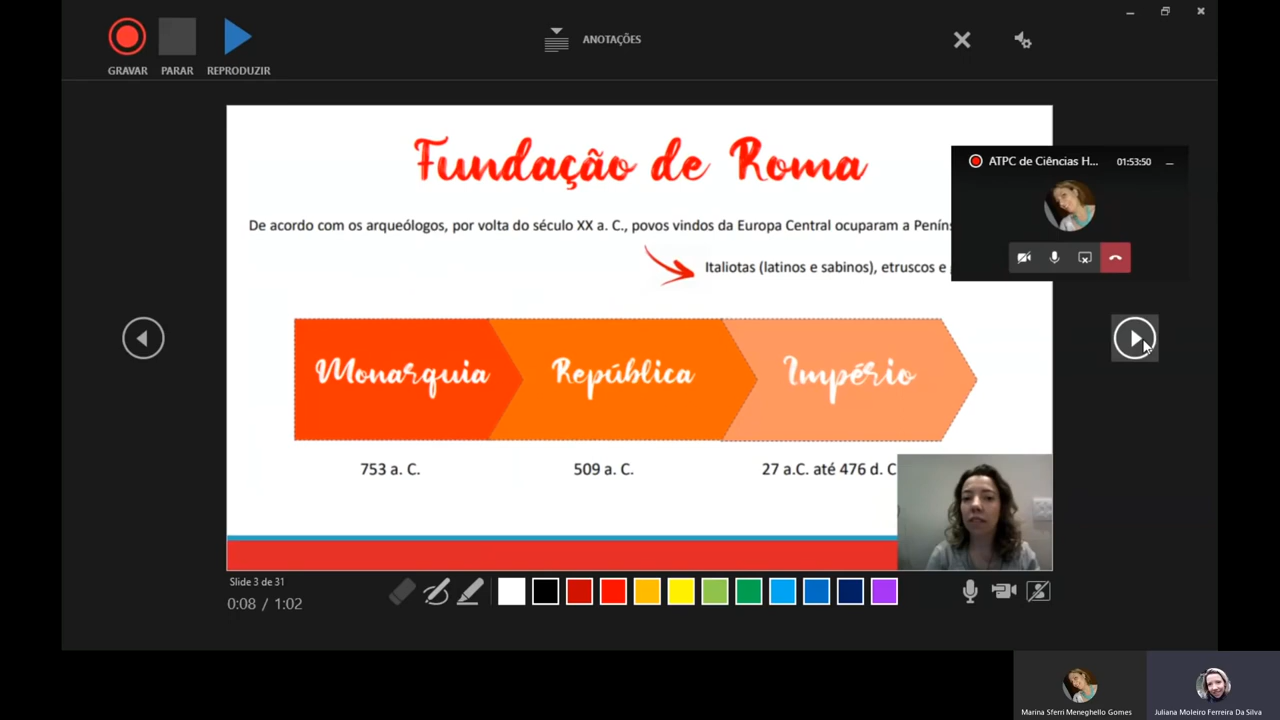 GRAVAR
PARAR
REPRODUZIR
ANOTAÇÕES
Fundação de Roma
ATPC de Ciências H...
01:53:50
De acordo com os arqueólogos, por volta do século XX a. C., povos vindos da Europa Central ocuparam a
Italiotas (latinos e sabinos), etruscos e
Monarquia
República
Império
753 a. C.
509 a. C.
27 a.C. até 476 d. C
Slide 3 de 31
0:08 / 1:02
Marina Sferri Meneghello Gomes
Juliana Moleiro Ferreira Da Silva